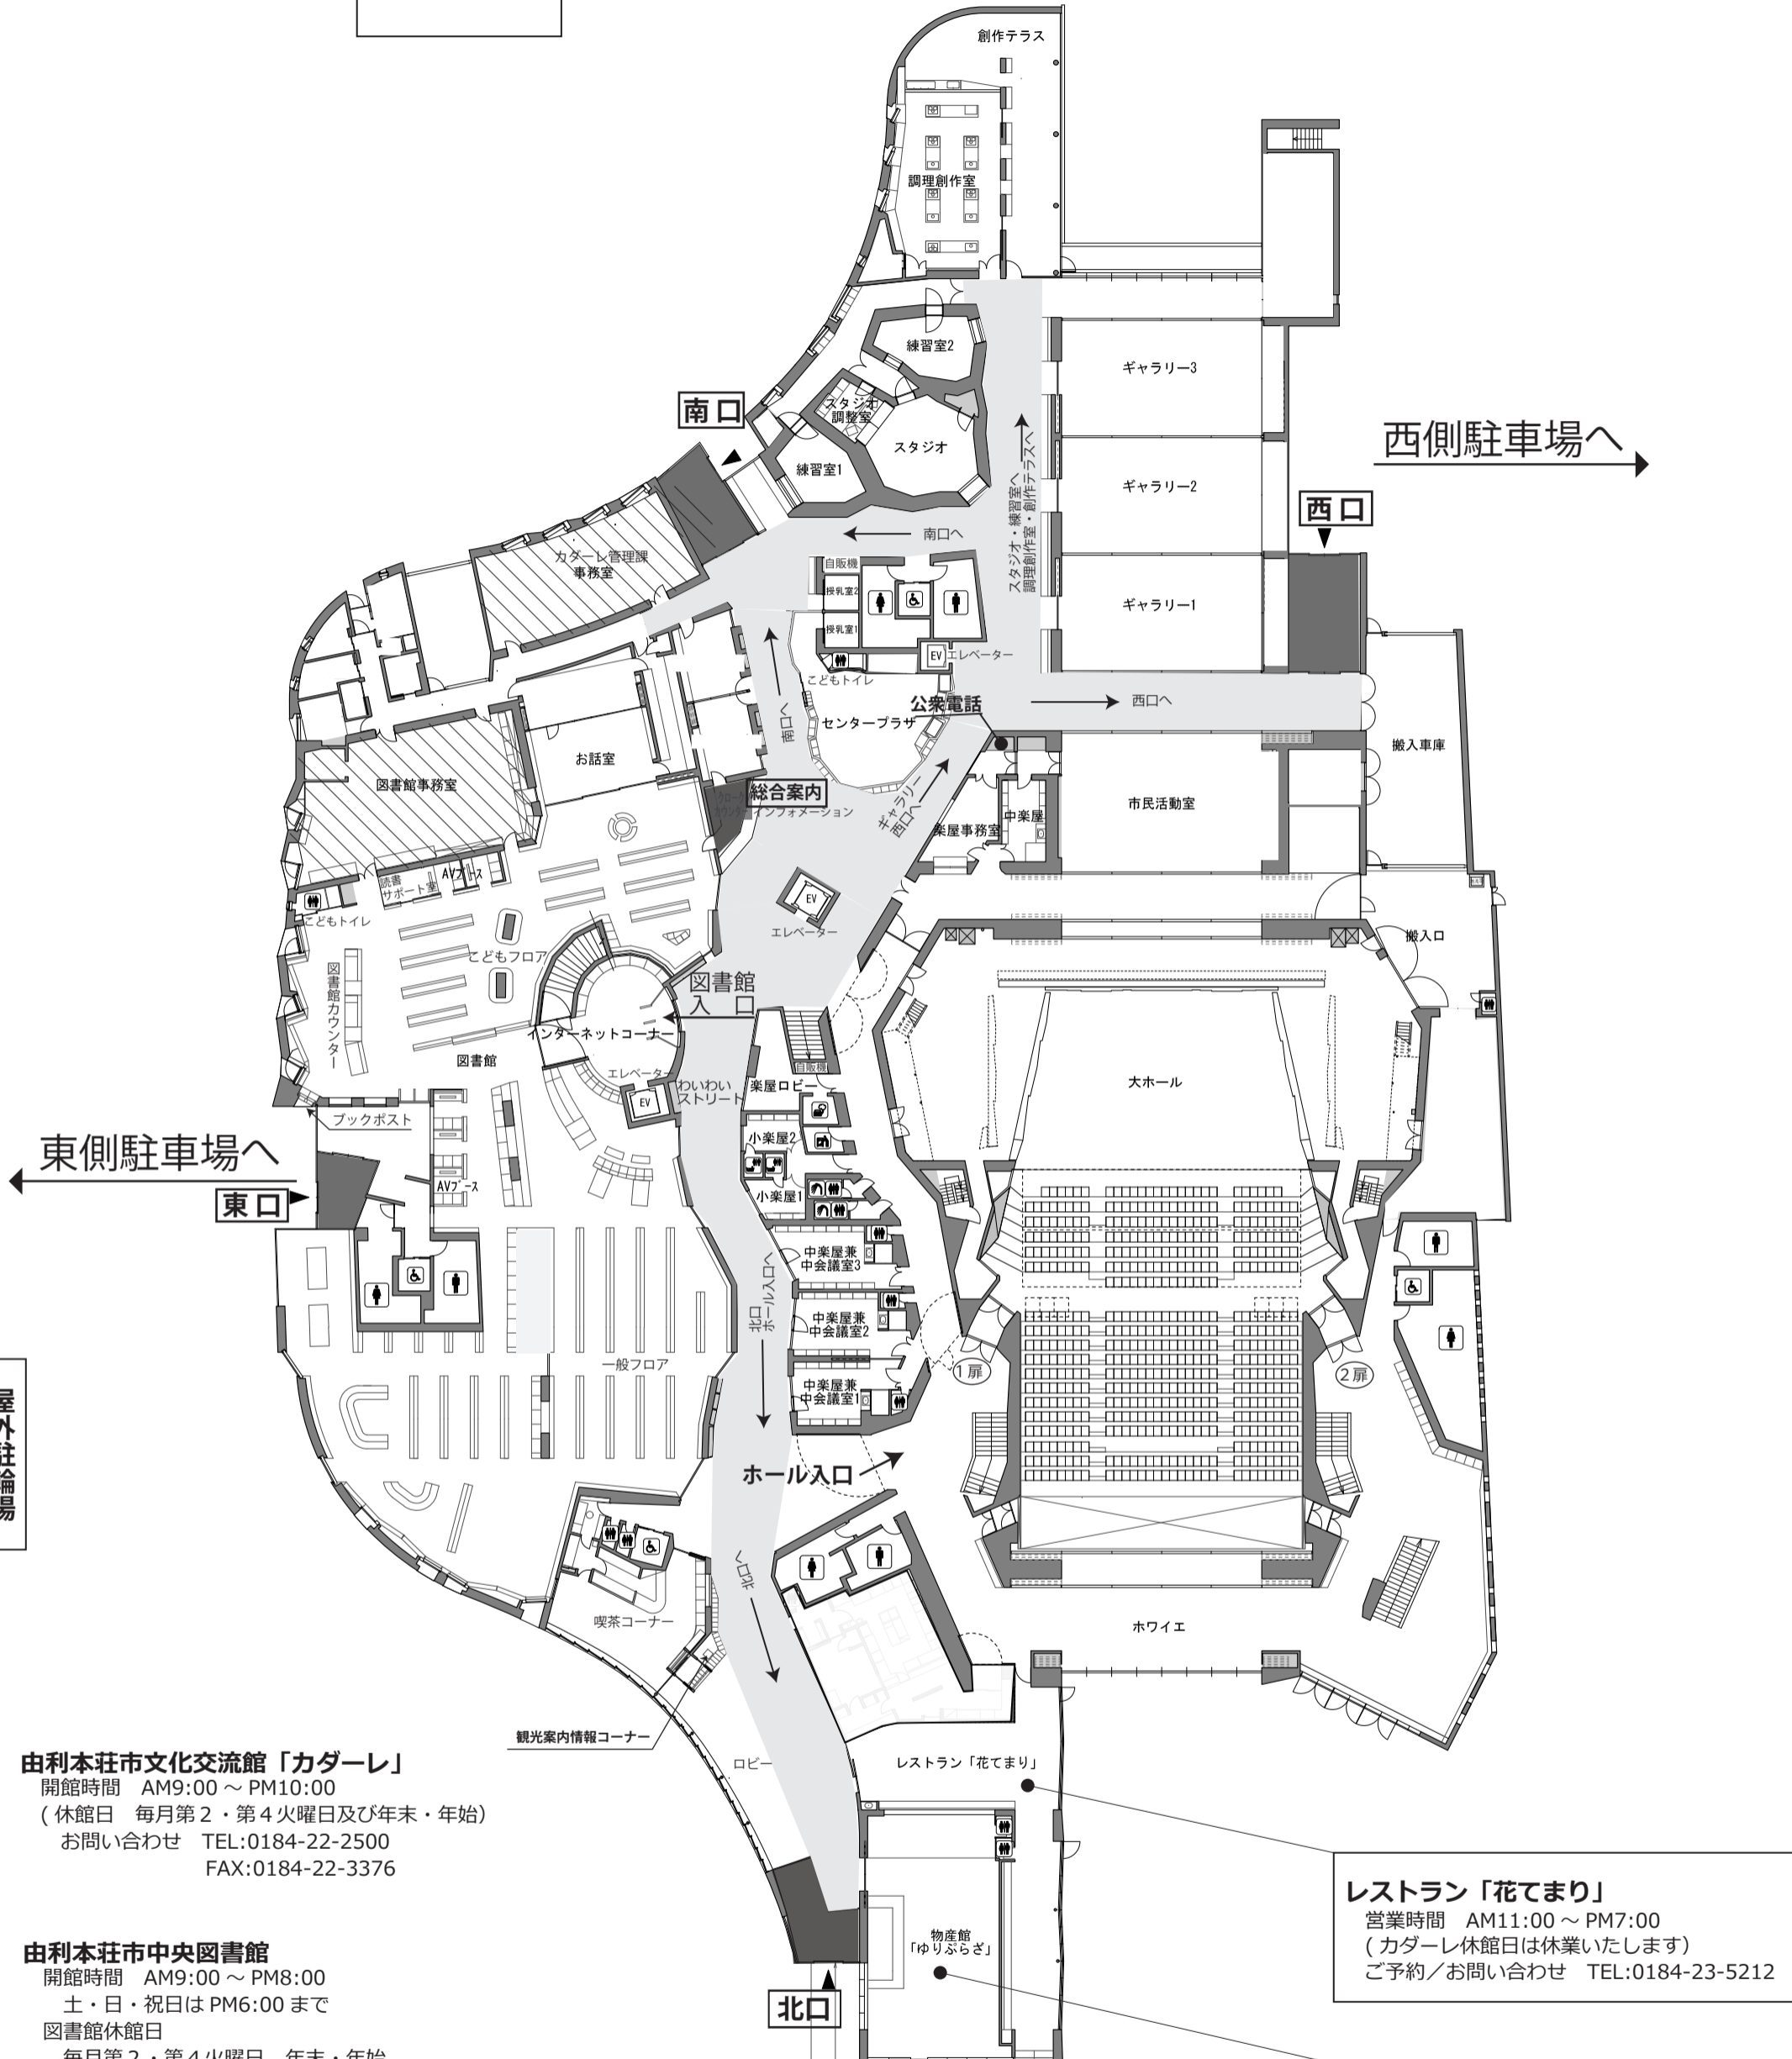 創作テラス
調理創作室
練習室2
ギャラリー3
スタジオ
調整室
南口
スタジオ
練習室1
西側駐車場へ
ギャラリー2
西口
スタジオ・練習室へ
調理創作室・創作テラスへ
南口へ
カダーレ管理課
事務室
自販機
授乳室2
授乳室1
ギャラリー1
EV
エレベーター
こどもトイレ
公衆電話
西口へ
センタープラザ
南口へ
お話室
図書館事務室
搬入車庫
総合案内
インフォメーション
ギャラリー
西口へ
市民活動室
中楽屋
楽屋事務室
読書
サポート室
AVブース
EV
エレベーター
こどもトイレ
こどもフロア
搬入口
図書館カウンター
図書館
入口
インターネットコーナー
図書館
エレベーター
EV
わいわい
ストリート
自販機
楽屋ロビー
大ホール
ブックポスト
東側駐車場へ
東口
AVブース
小楽屋2
小楽屋1
中楽屋兼
中会議室3
北口
ホール入口へ
中楽屋兼
中会議室2
中楽屋兼
中会議室1
一般フロア
1扉
2扉
屋外駐輪場
ホール入口
北口へ
喫茶コーナー
ホワイエ
観光案内情報コーナー
ロビー
レストラン「花てまり」
由利本荘市文化交流館「カダーレ」
開館時間　AM9:00 ～ PM10:00
( 休館日　毎月第２・第４火曜日及び年末・年始）
お問い合わせ　TEL:0184-22-2500
FAX:0184-22-3376
レストラン「花てまり」
営業時間　AM11:00 ～ PM7:00
( カダーレ休館日は休業いたします）
ご予約／お問い合わせ　TEL:0184-23-5212
物産館
「ゆりぷらざ」
北口
由利本荘市中央図書館
開館時間　AM9:00 ～ PM8:00
土・日・祝日は PM6:00 まで
図書館休館日
毎月第２・第４火曜日、年末・年始